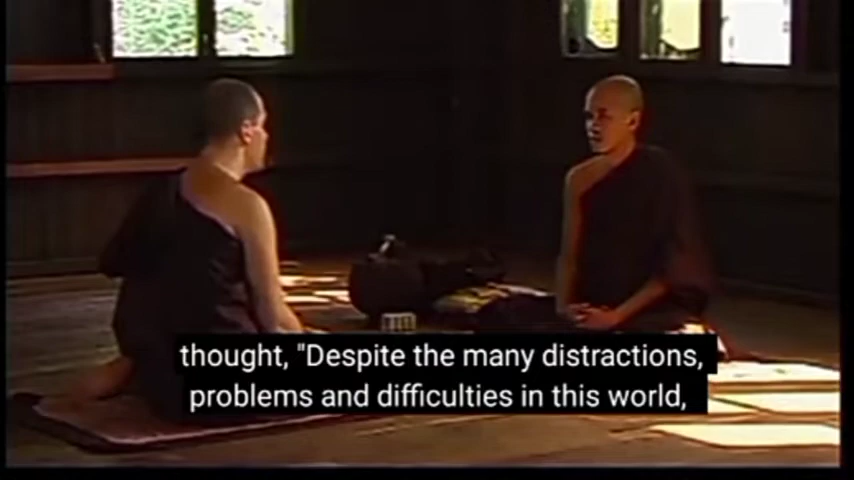 thought, "Despite the many distractions,
problems and difficulties in this world,